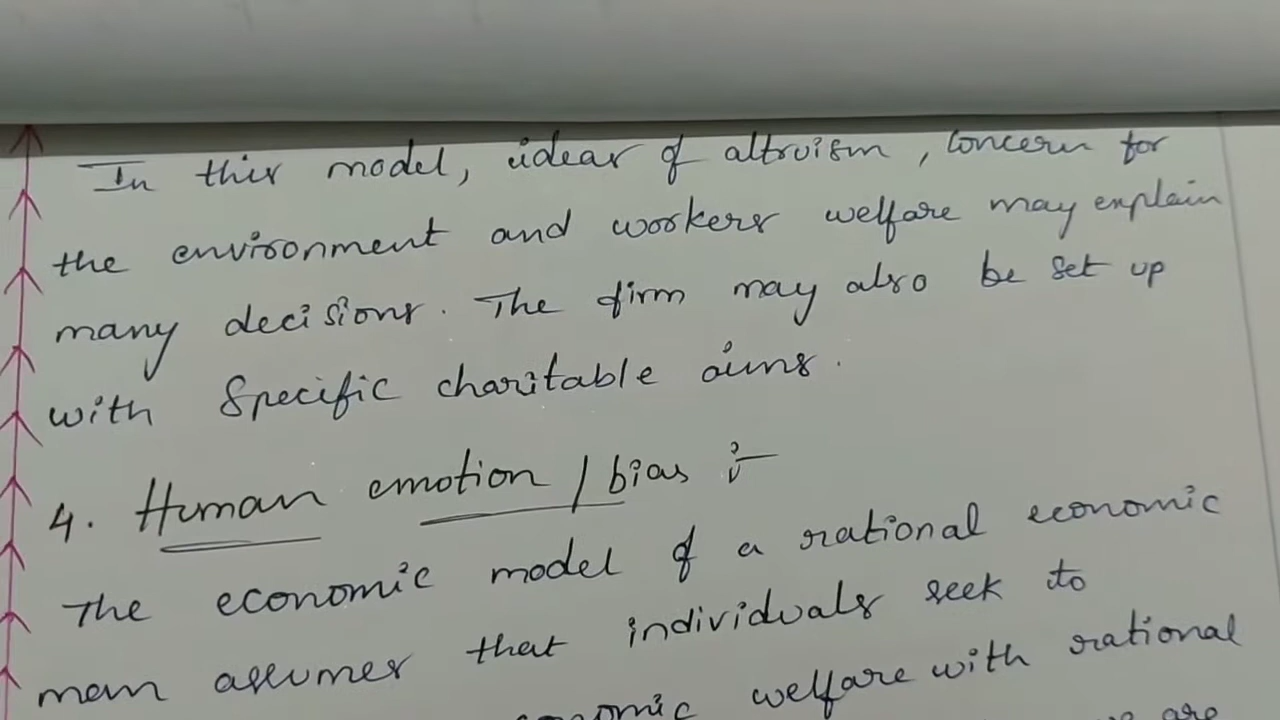 In this model, ideas of altruism, concern for
the environment and workers welfare may explain
many decisions. The firm may also be set up
with specific charitable aims.
4. Human emotion / bias :-
The economic model of a rational economic
man assumes that individuals seek to
welfare with rational
are